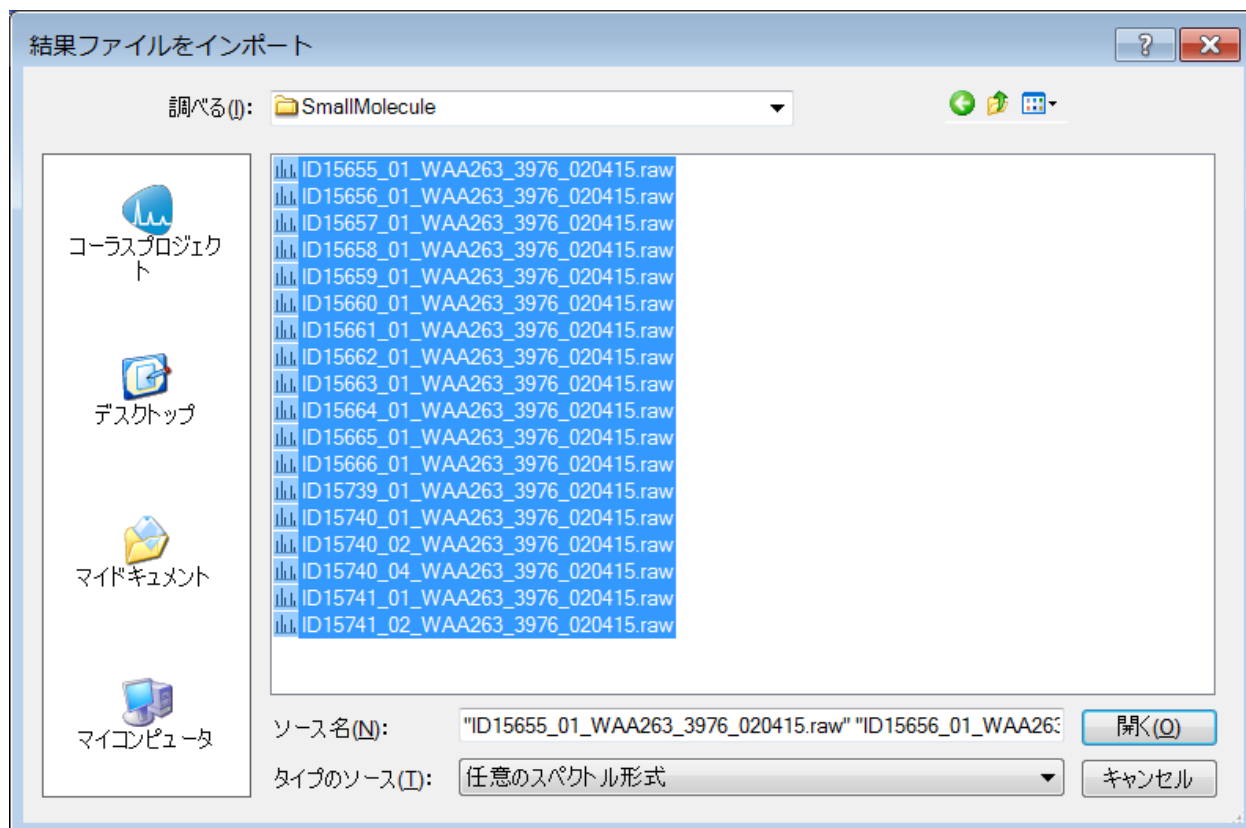 結果ファイルをインポート
調べる(I):
SmallMolecule
コーラスプロジェク
ト
デスクトップ
マイドキュメント
マイコンピュータ
ID15655_01_WAA263_3976_020415.raw
ID15656_01_WAA263_3976_020415.raw
ID15657_01_WAA263_3976_020415.raw
ID15658_01_WAA263_3976_020415.raw
ID15659_01_WAA263_3976_020415.raw
ID15660_01_WAA263_3976_020415.raw
ID15661_01_WAA263_3976_020415.raw
ID15662_01_WAA263_3976_020415.raw
ID15663_01_WAA263_3976_020415.raw
ID15664_01_WAA263_3976_020415.raw
ID15665_01_WAA263_3976_020415.raw
ID15666_01_WAA263_3976_020415.raw
ID15739_01_WAA263_3976_020415.raw
ID15740_01_WAA263_3976_020415.raw
ID15740_02_WAA263_3976_020415.raw
ID15740_04_WAA263_3976_020415.raw
ID15741_01_WAA263_3976_020415.raw
ID15741_02_WAA263_3976_020415.raw
ソース名(N):
"ID15655_01_WAA263_3976_020415.raw" "ID15656_01_WAA263
開く(O)
タイプのソース(T):
任意のスペクトル形式
キャンセル